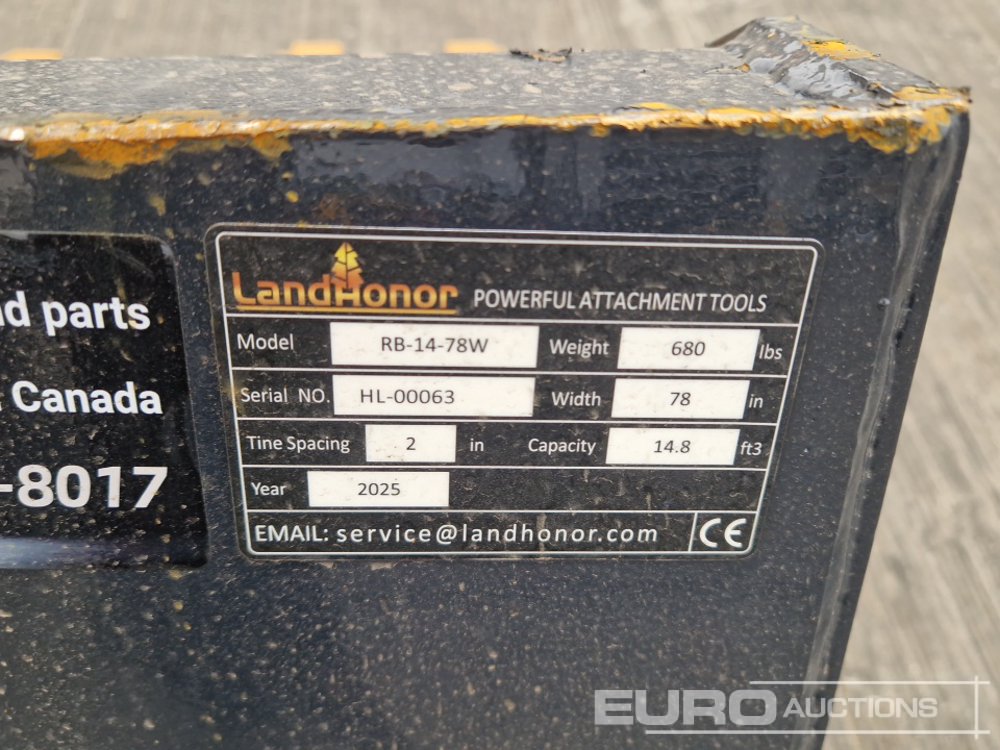 d parts
Canada
-8017
LandHonor POWERFUL ATTACHMENT TOOLS
Model RB-14-78W Weight 680 lbs
Serial NO. HL-00063 Width 78 in
Tine Spacing 2 in Capacity 14.8 ft3
Year 2025
EMAIL: service@landhonor.com CE
EURO AUCTIONS